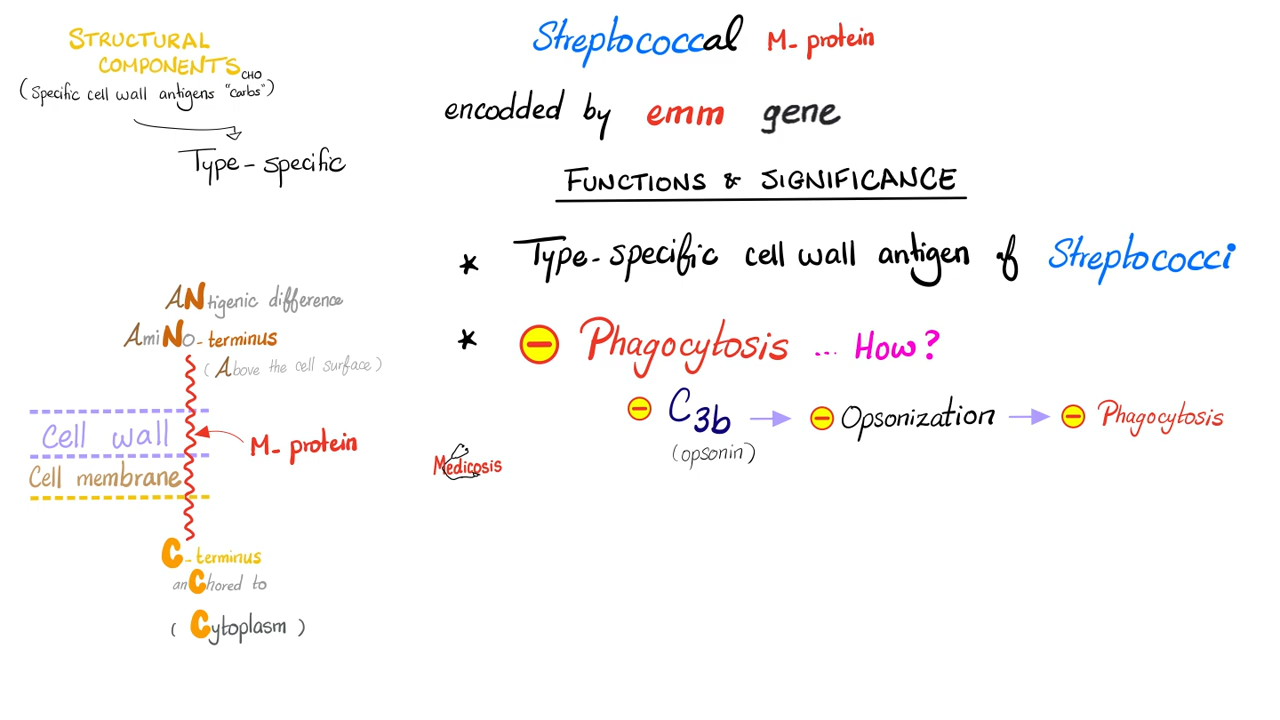 STRUCTURAL
COMPONENTS
CHO
(Specific cell wall antigens "carbs")
Type-specific
ANtigenic difference
AmiNo-terminus
(Above the cell surface)
Cell wall
M-protein
Cell membrane
C-terminus
anChored to
(Cytoplasm)
Streptococcal M-protein
encodded by emm gene
FUNCTIONS & SIGNIFICANCE
* Type-specific cell wall antigen of Streptococci
* − Phagocytosis ... How?
− C3b → − Opsonization → − Phagocytosis
(opsonin)
Medicosis